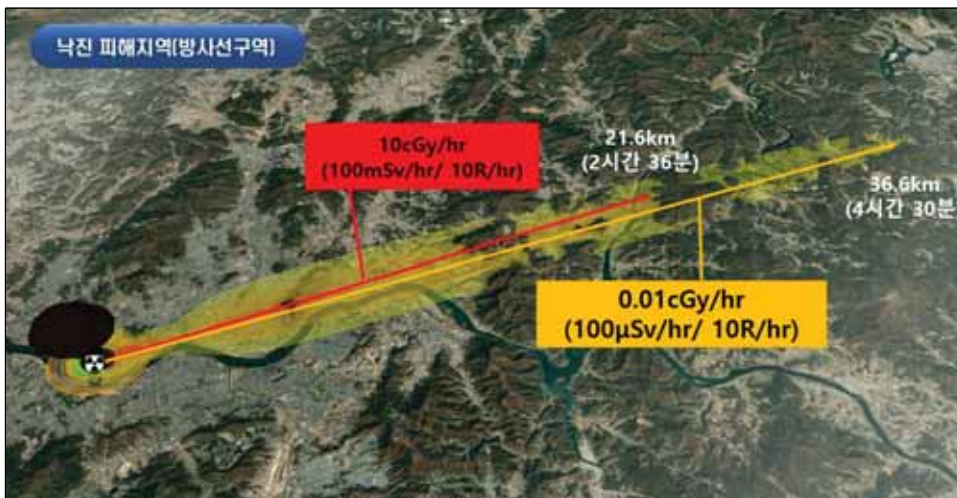 낙진 피해지역(방사선구역)
10cGy/hr
(100mSv/hr/ 10R/hr)
21.6km
(2시간 36분)
36.6km
(4시간 30분
0.01cGy/hr
(100μSv/hr/ 10R/hr)